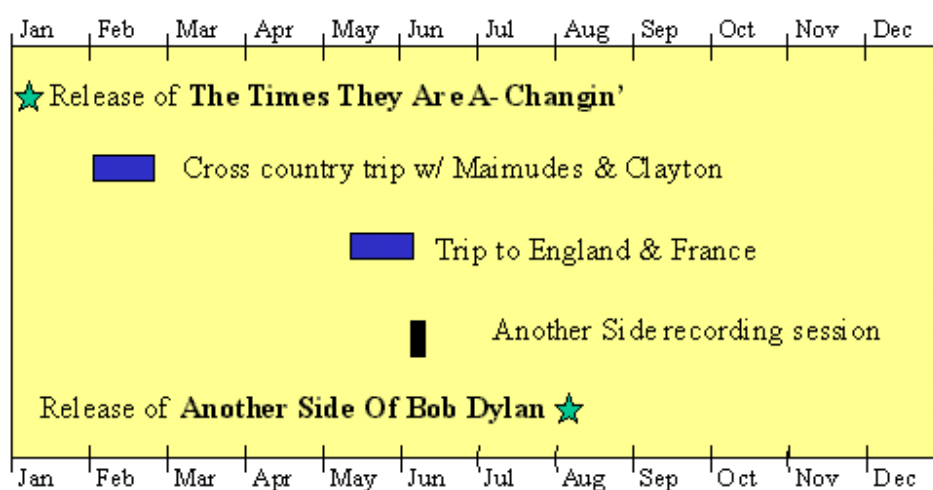 Jan Feb Mar Apr May Jun Jul Aug Sep Oct Nov Dec
Release of The Times They Are A- Changin’
Cross country trip w/ Maimudes & Clayton
Trip to England & France
Another Side recording session
Release of Another Side Of Bob Dylan
Jan Feb Mar Apr May Jun Jul Aug Sep Oct Nov Dec